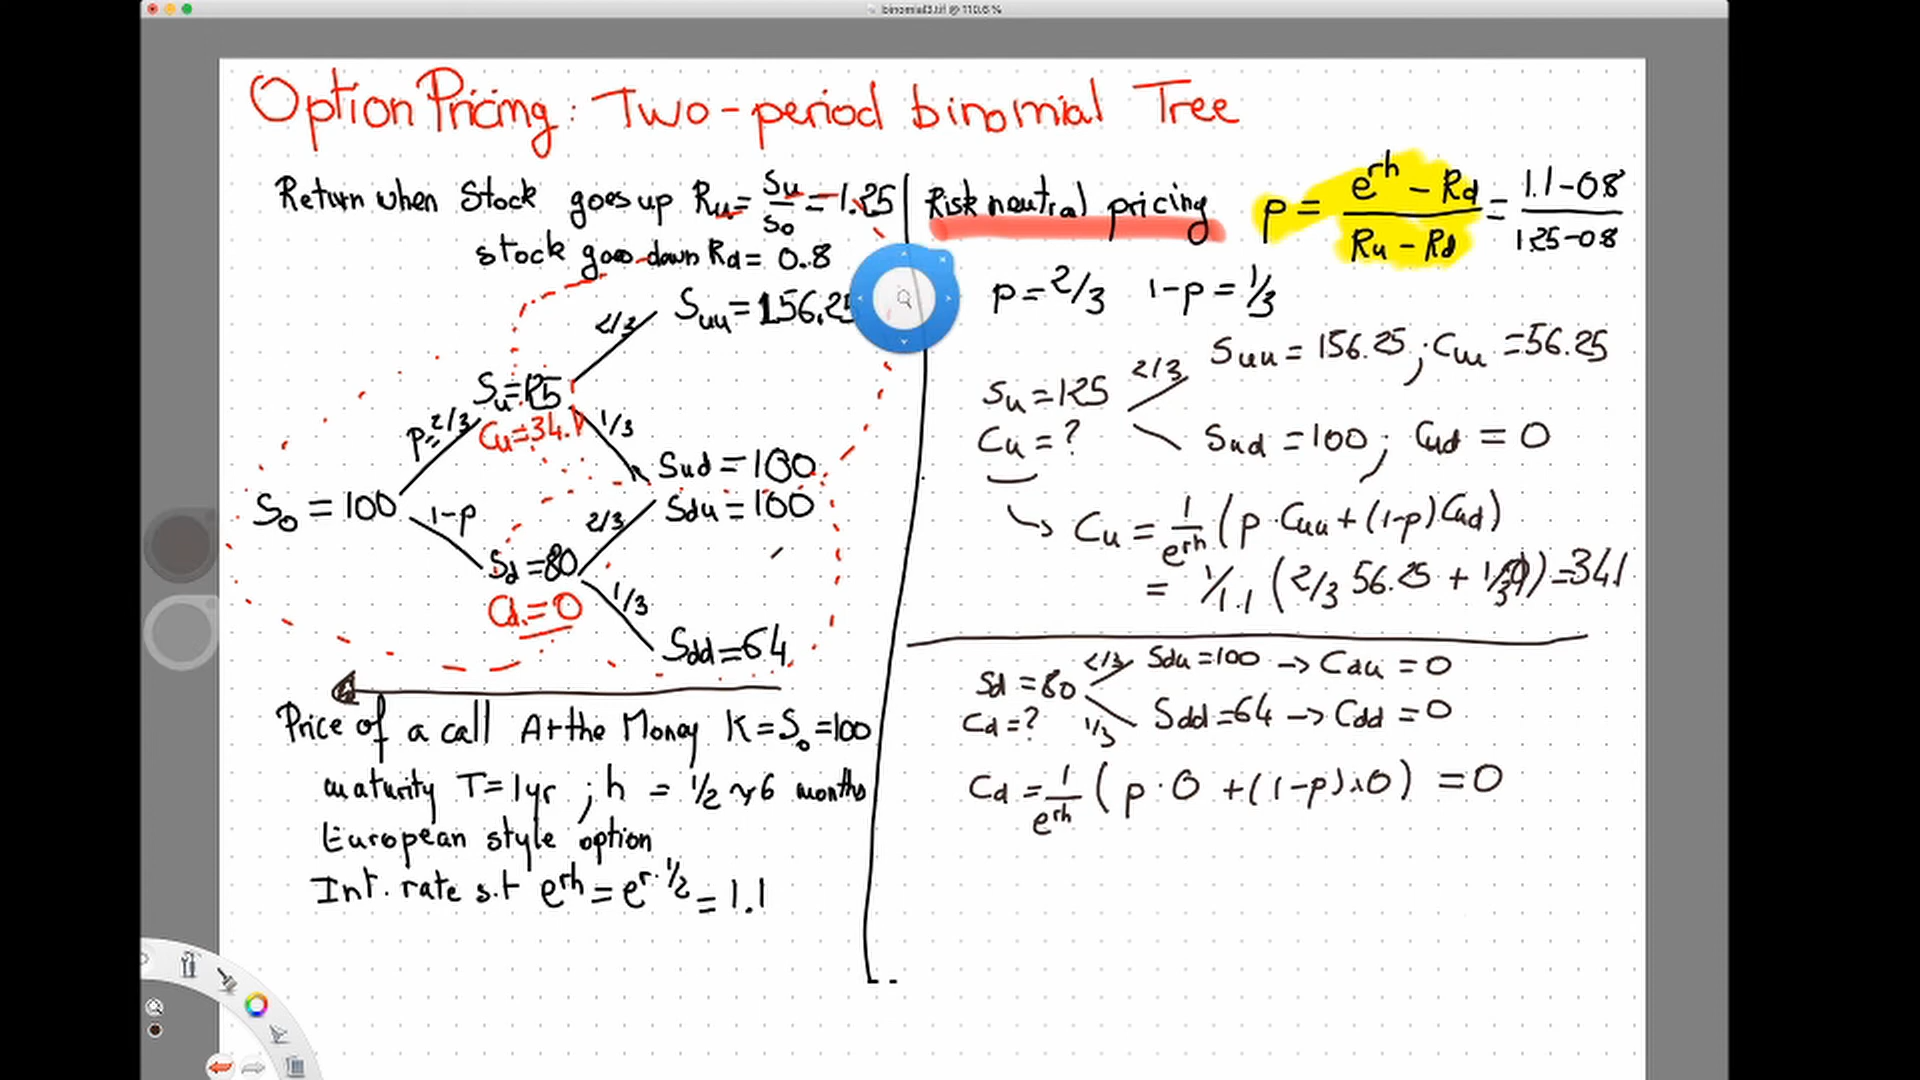 binomial3.tif @ 110.6 %
Option Pricing: Two-period binomial Tree
Return when Stock goes up Ru = Su/S0 = 1.25
stock goes down Rd = 0.8
Suu = 156.25
2/3
Su = 125
Cu = 34.1
p = 2/3
1/3
Sud = 100
S0 = 100
Sdu = 100
1-p
2/3
Sd = 80
Cd = 0
1/3
Sdd = 64
Price of a call At the Money K = S0 = 100
maturity T = 1yr ; h = 1/2 ~ 6 months
European style option
Int. rate s.t e^rh = e^r.1/2 = 1.1
Risk neutral pricing p = (e^rh - Rd)/(Ru - Rd) = (1.1 - 0.8)/(1.25 - 0.8)
p = 2/3 1-p = 1/3
Suu = 156.25 ; Cuu = 56.25
2/3
Su = 125
Cu = ?
Sud = 100 ; Cud = 0
→ Cu = 1/e^rh (p · Cuu + (1-p) Cud)
= 1/1.1 (2/3 56.25 + 1/3 0) = 34.1
2/3 Sdu = 100 → Cdu = 0
Sd = 80
Cd = ? 1/3 Sdd = 64 → Cdd = 0
Cd = 1/e^rh (p · 0 + (1-p) x 0) = 0